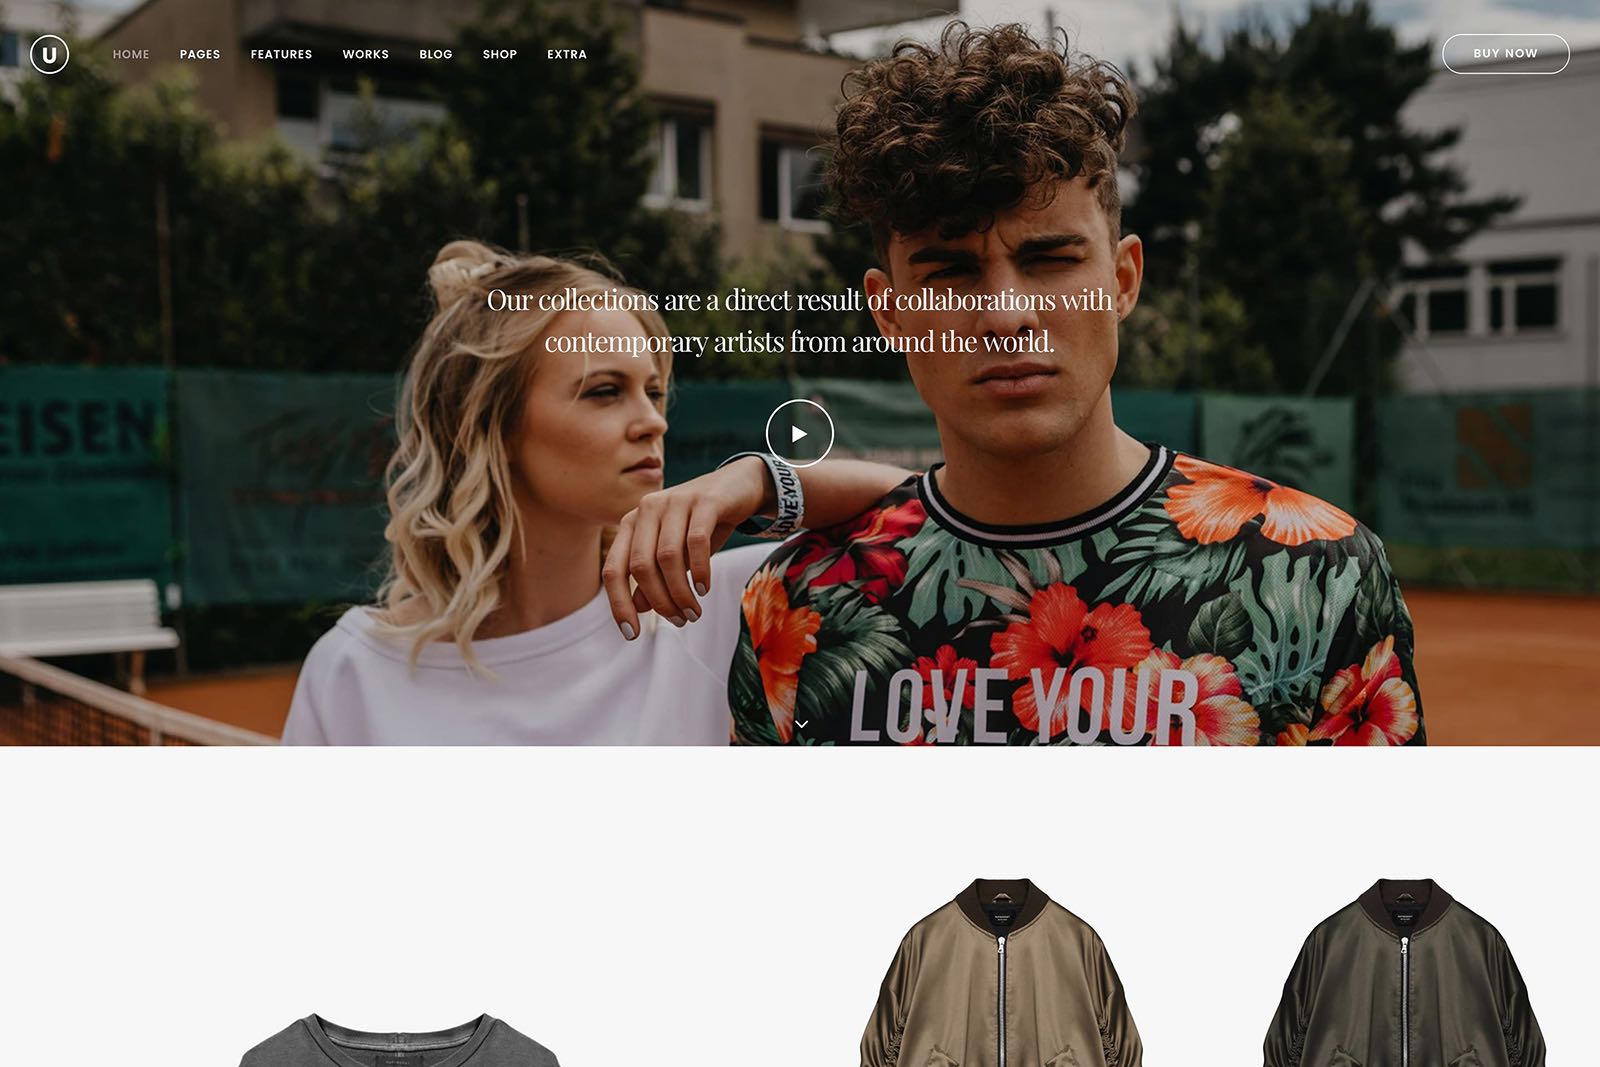 U
HOME PAGES FEATURES WORKS BLOG SHOP EXTRA
BUY NOW
Our collections are a direct result of collaborations with
contemporary artists from around the world.
EISEN
LOVE YOUR
LOVE YOUR